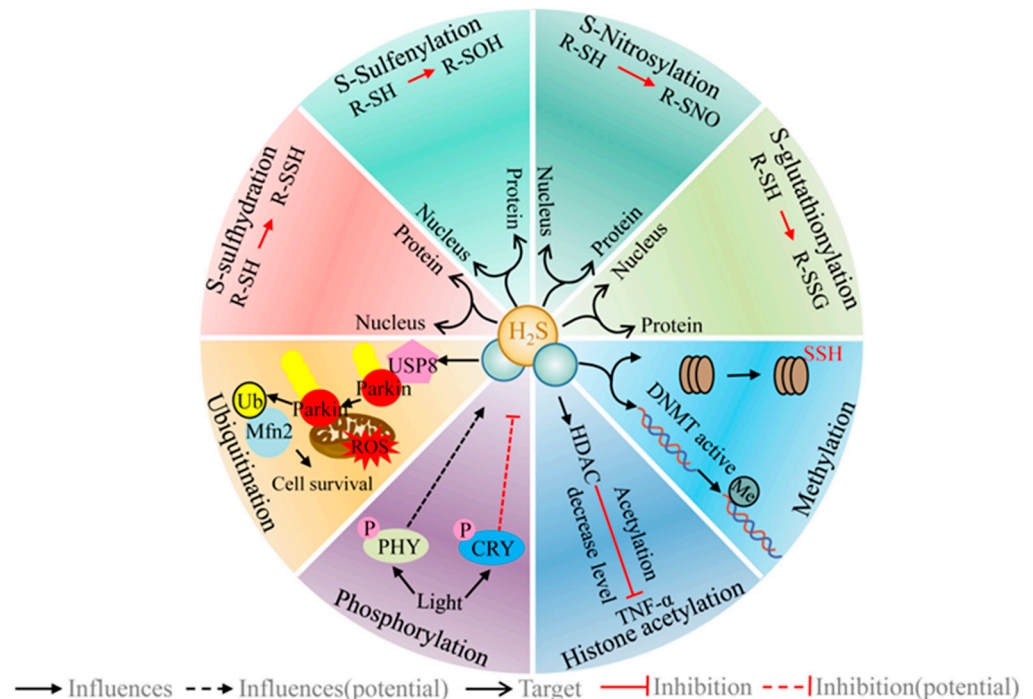 S-Sulfenylation
R-SH
R-SOH
S-Nitrosylation
R-SH
R-SNO
S-glutathionylation
R-SH
R-SSG
S-sulfhydration
R-SH
R-SSH
Nucleus
Protein
Nucleus
Protein
Protein
Nucleus
Nucleus
Protein
H2S
USP8
Parkin
Parkin
Ub
Mfn2
ROS
Cell survival
Ubiquitination
SSH
DNMT active
Me
Methylation
HDAC
Acetylation
decrease level
TNF-α
Histone acetylation
P
PHY
P
CRY
Light
Phosphorylation
Influences
Influences(potential)
Target
Inhibition
Inhibition(potential)